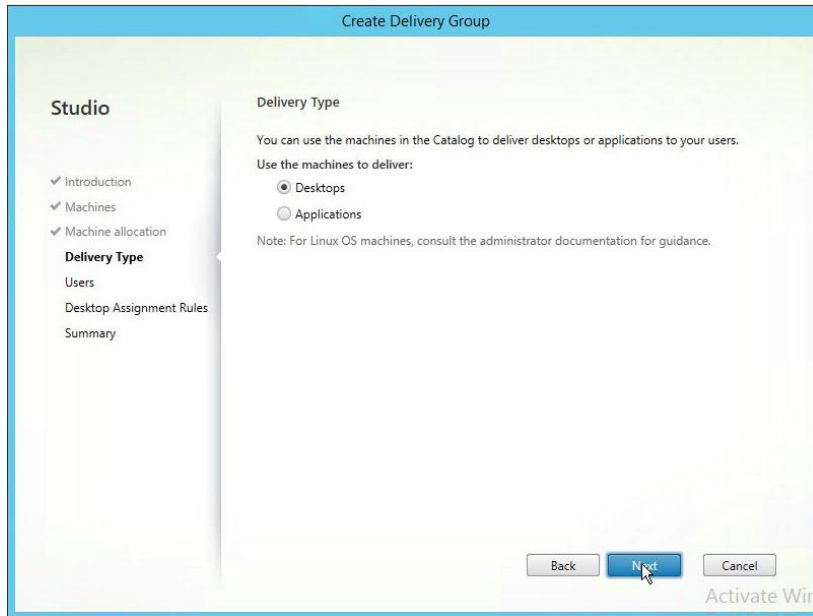 Create Delivery Group
Studio
Introduction
Machines
Machine allocation
Delivery Type
Users
Desktop Assignment Rules
Summary
Delivery Type
You can use the machines in the Catalog to deliver desktops or applications to your users.
Use the machines to deliver:
Desktops
Applications
Note: For Linux OS machines, consult the administrator documentation for guidance.
Back
Next
Cancel
Activate Win